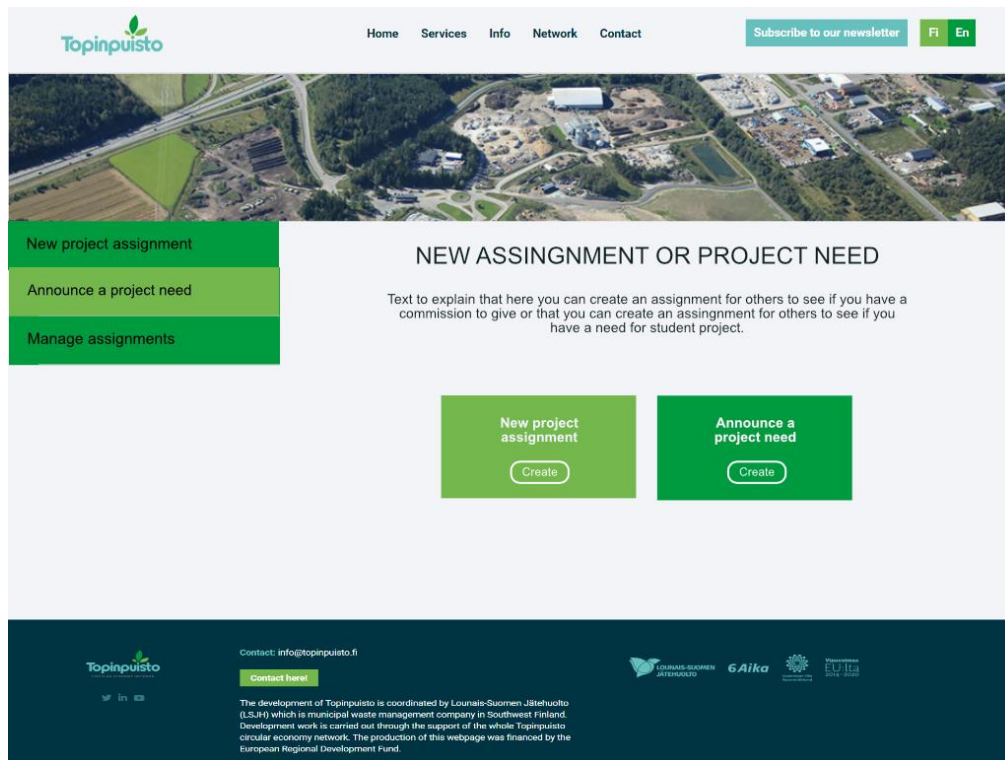 Topinpuisto
Home Services Info Network Contact
Subscribe to our newsletter
Fi En
New project assignment
Announce a project need
Manage assignments
NEW ASSINGNMENT OR PROJECT NEED
Text to explain that here you can create an assignment for others to see if you have a
commission to give or that you can create an assingnment for others to see if you
have a need for student project.
New project
assignment
Create
Announce a
project need
Create
Topinpuisto
Contact: info@topinpuisto.fi
Contact here!
The development of Topinpuisto is coordinated by Lounais-Suomen Jätehuolto
(LSJH) which is municipal waste management company in Southwest Finland.
Development work is carried out through the support of the whole Topinpuisto
circular economy network. The production of this webpage was financed by the
European Regional Development Fund.
LOUNAIS-SUOMEN
JÄTEHUOLTO
6Aika
Vipuvoimaa
EU:lta
2014–2020